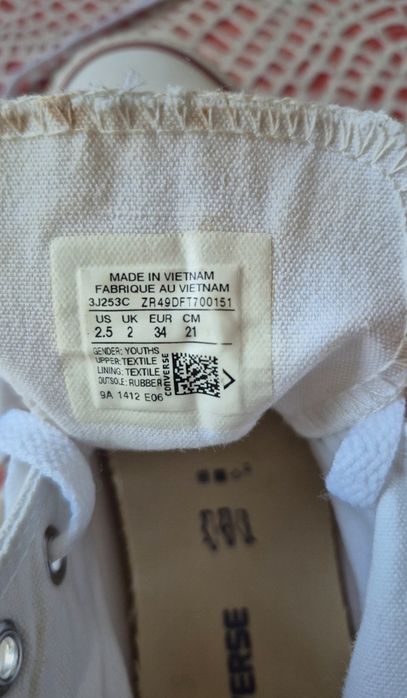 MADE IN VIETNAM
FABRIQUE AU VIETNAM
3J253C ZR49DFT700151
US UK EUR CM
2.5 2 34 21
GENDER: YOUTHS
UPPER: TEXTILE
LINING: TEXTILE
OUTSOLE: RUBBER
9A 1412 E06
CONVERSE
ERSE